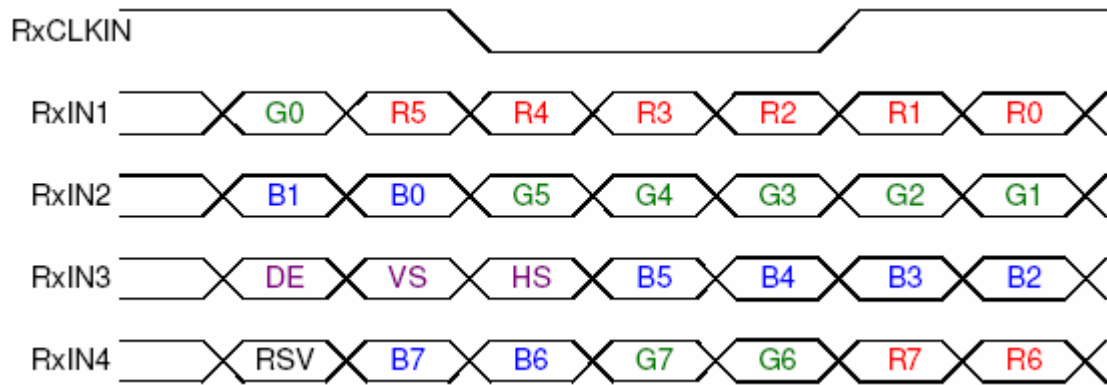 RxCLKIN
RxIN1 G0 R5 R4 R3 R2 R1 R0
RxIN2 B1 B0 G5 G4 G3 G2 G1
RxIN3 DE VS HS B5 B4 B3 B2
RxIN4 RSV B7 B6 G7 G6 R7 R6